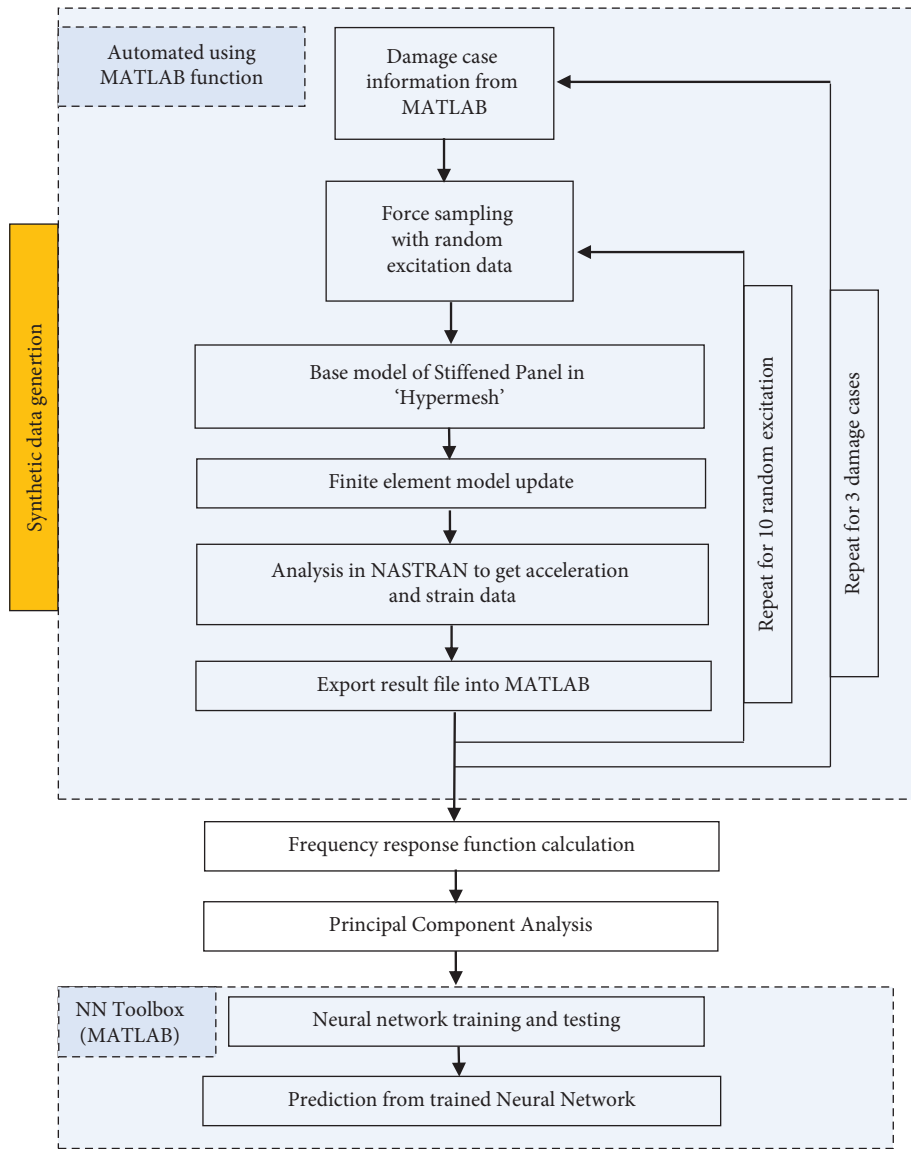 Automated using
MATLAB function
Damage case
information from
MATLAB
Force sampling
with random
excitation data
Base model of Stiffened Panel in
‘Hypermesh’
Finite element model update
Analysis in NASTRAN to get acceleration
and strain data
Export result file into MATLAB
Synthetic data genertion
Repeat for 10 random excitation
Repeat for 3 damage cases
Frequency response function calculation
Principal Component Analysis
NN Toolbox
(MATLAB)
Neural network training and testing
Prediction from trained Neural Network